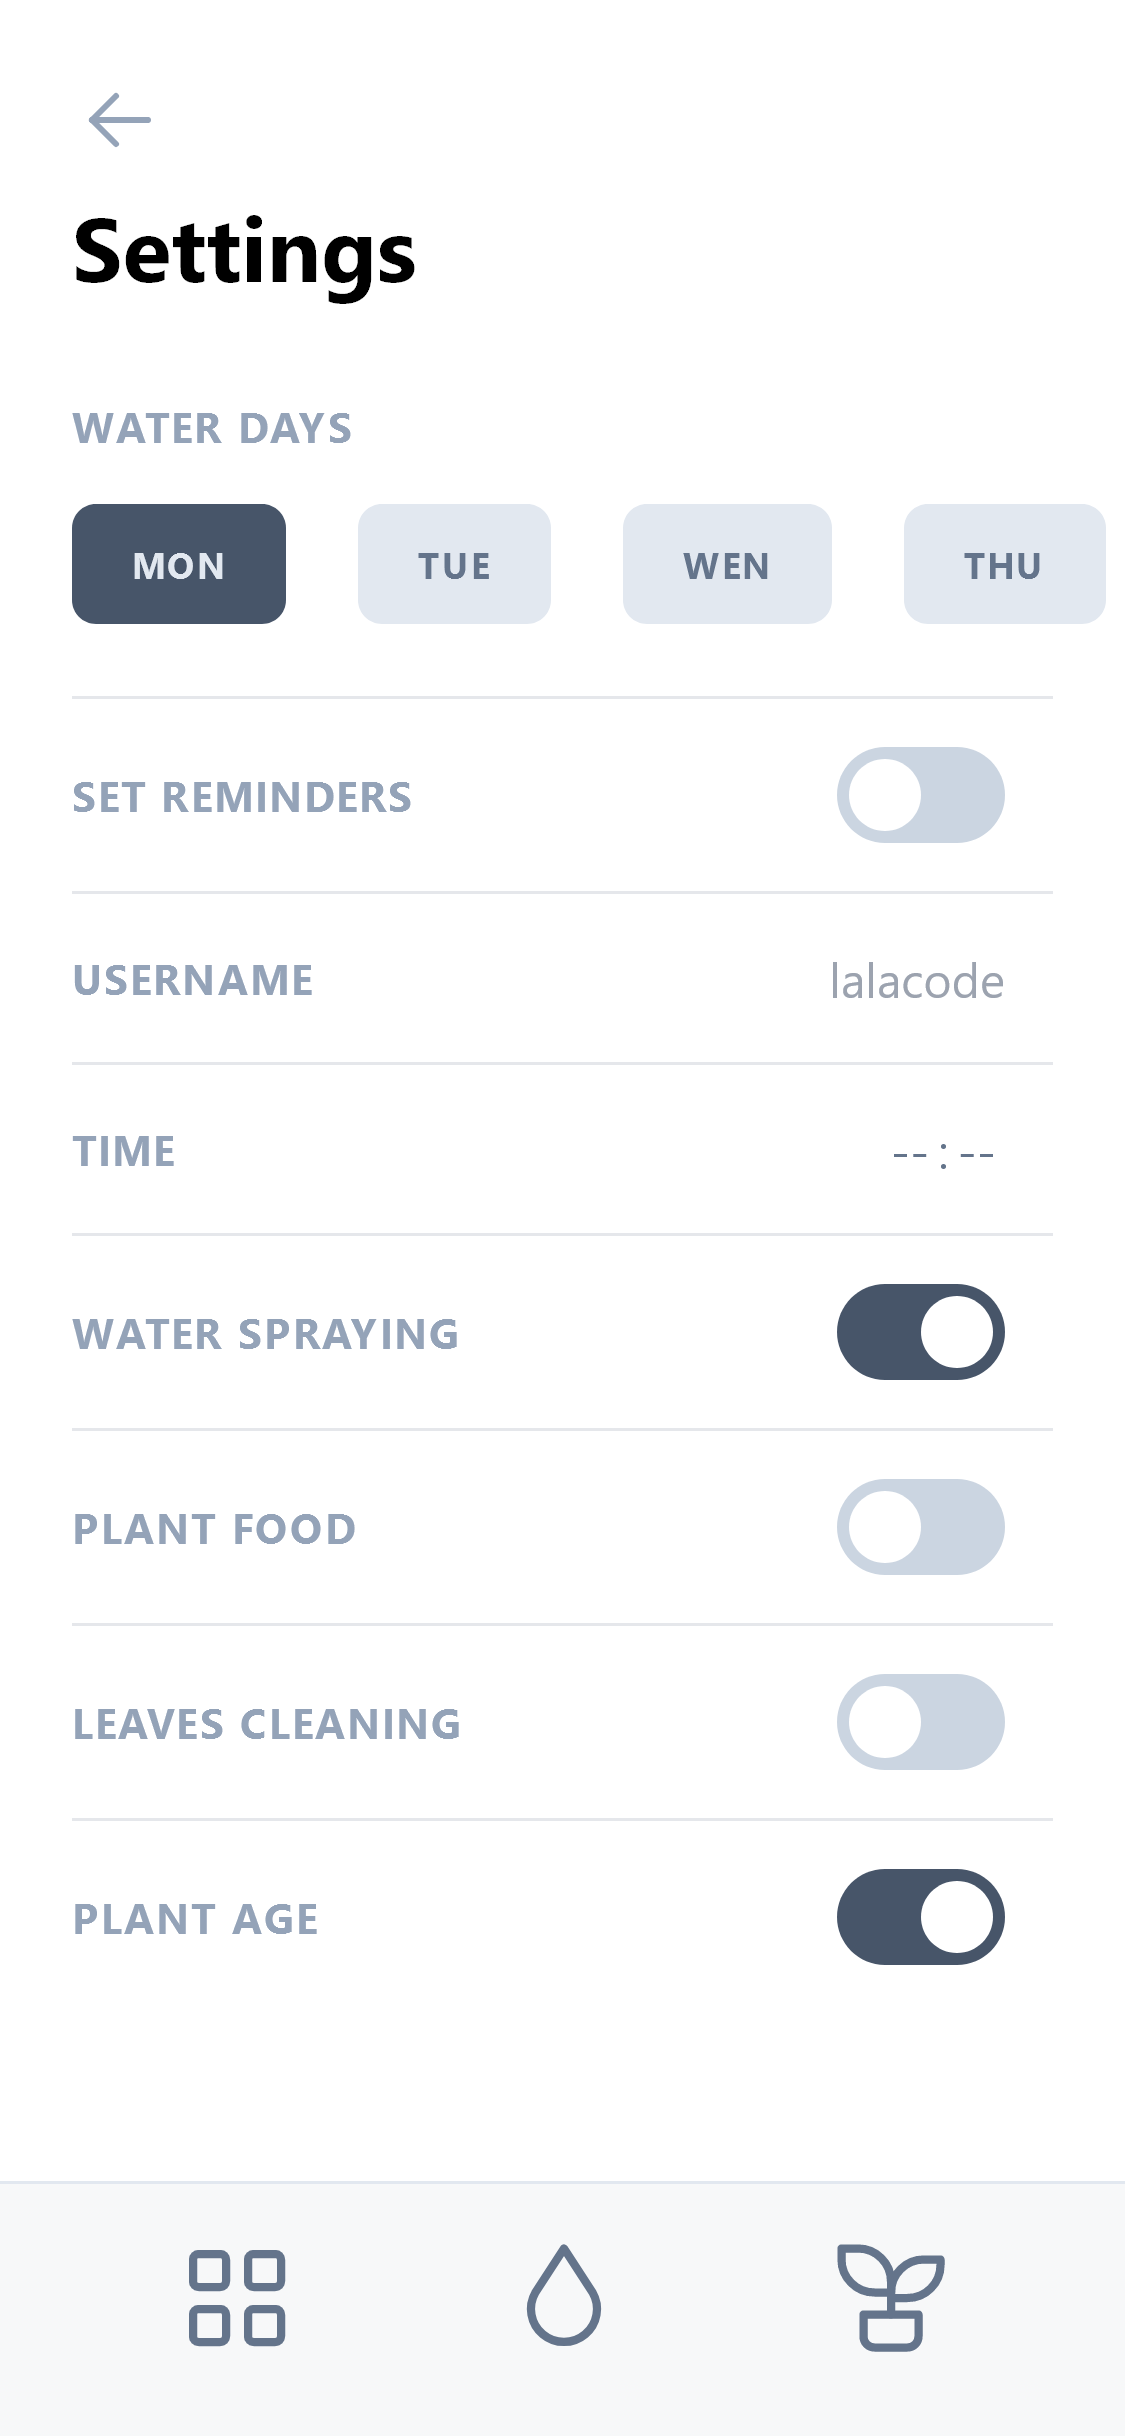 Settings
WATER DAYS
MON TUE WEN THU
SET REMINDERS
USERNAME lalacode
TIME --:--
WATER SPRAYING
PLANT FOOD
LEAVES CLEANING
PLANT AGE